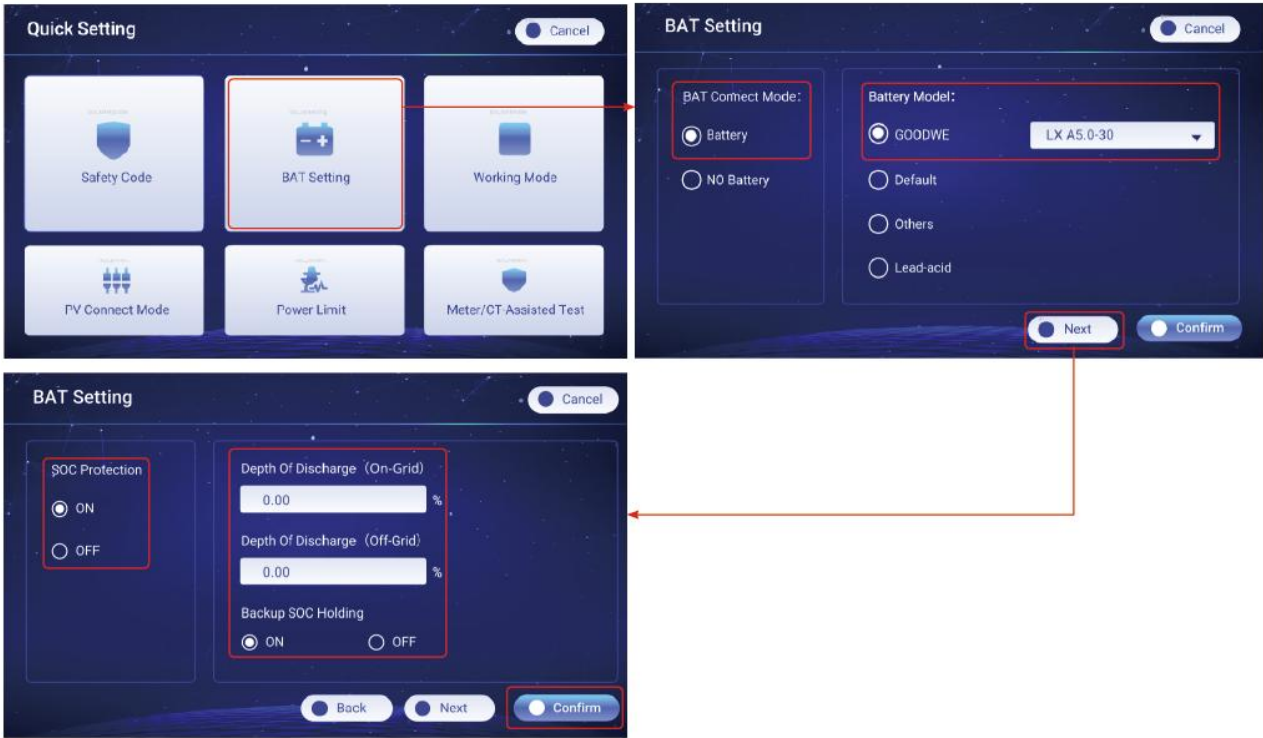 Quick Setting
Cancel
Safety Code
BAT Setting
Working Mode
PV Connect Mode
Power Limit
Meter/CT-Assisted Test
BAT Setting
Cancel
BAT Comect Mode:
Battery
NO Battery
Battery Model:
GOODWE
LX A5.0-30
Default
Others
Lead-acid
Next
Confirm
BAT Setting
Cancel
SOC Protection
ON
OFF
Depth Of Discharge (On-Grid)
0.00 %
Depth Of Discharge (Off-Grid)
0.00 %
Backup SOC Holding
ON OFF
Back
Next
Confirm